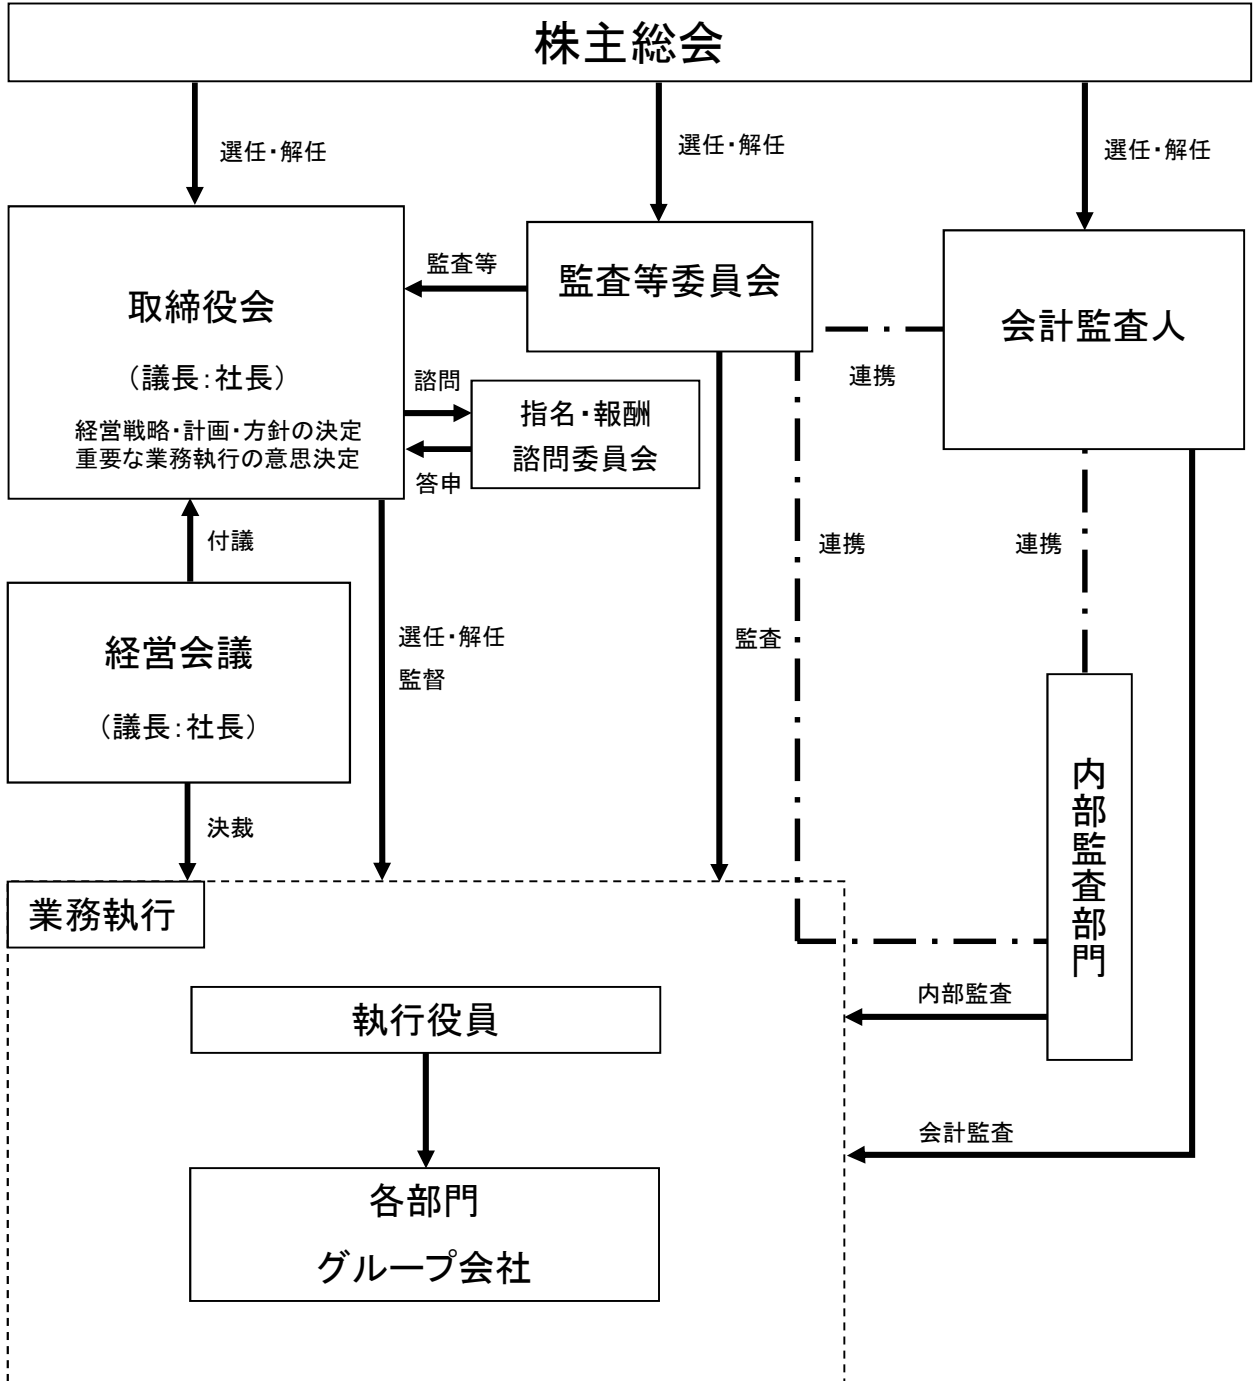 株主総会
選任・解任
選任・解任
選任・解任
取締役会
（議長：社長）
経営戦略・計画・方針の決定
重要な業務執行の意思決定
監査等
監査等委員会
会計監査人
連携
諮問
指名・報酬
諮問委員会
答申
付議
連携
連携
経営会議
（議長：社長）
選任・解任
監督
監査
決裁
内部監査部門
業務執行
内部監査
執行役員
会計監査
各部門
グループ会社